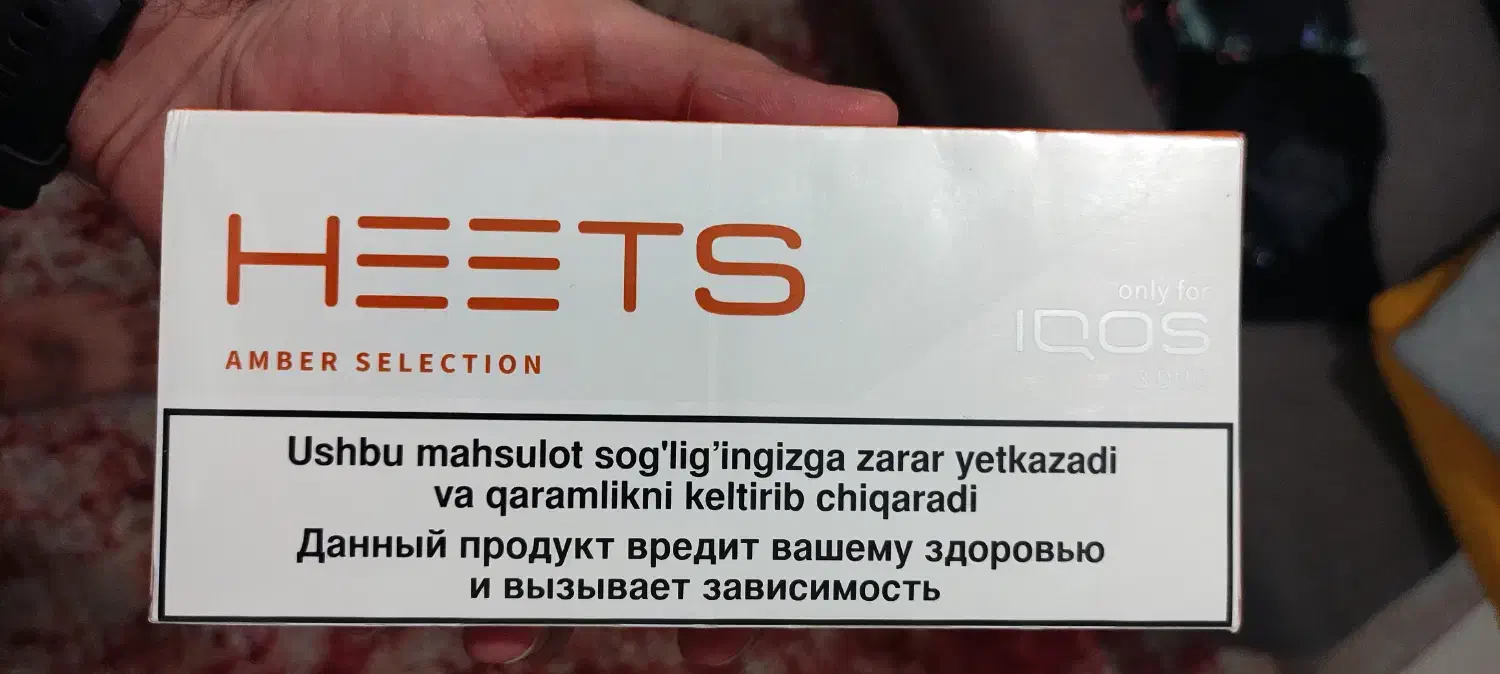 HEETS
AMBER SELECTION
only for
IQOS
Ushbu mahsulot sog'lig’ingizga zarar yetkazadi
va qaramlikni keltirib chiqaradi
Данный продукт вредит вашему здоровью
и вызывает зависимость